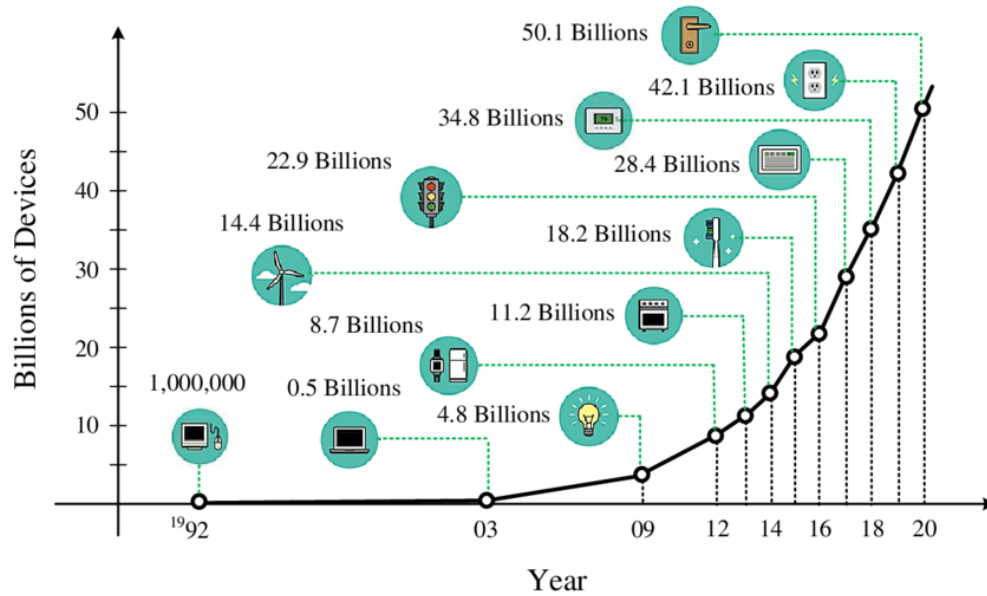 50.1 Billions
42.1 Billions
34.8 Billions
28.4 Billions
22.9 Billions
18.2 Billions
14.4 Billions
11.2 Billions
8.7 Billions
4.8 Billions
0.5 Billions
1,000,000
Billions of Devices
50
40
30
20
10
1992
03
09
12
14
16
18
20
Year